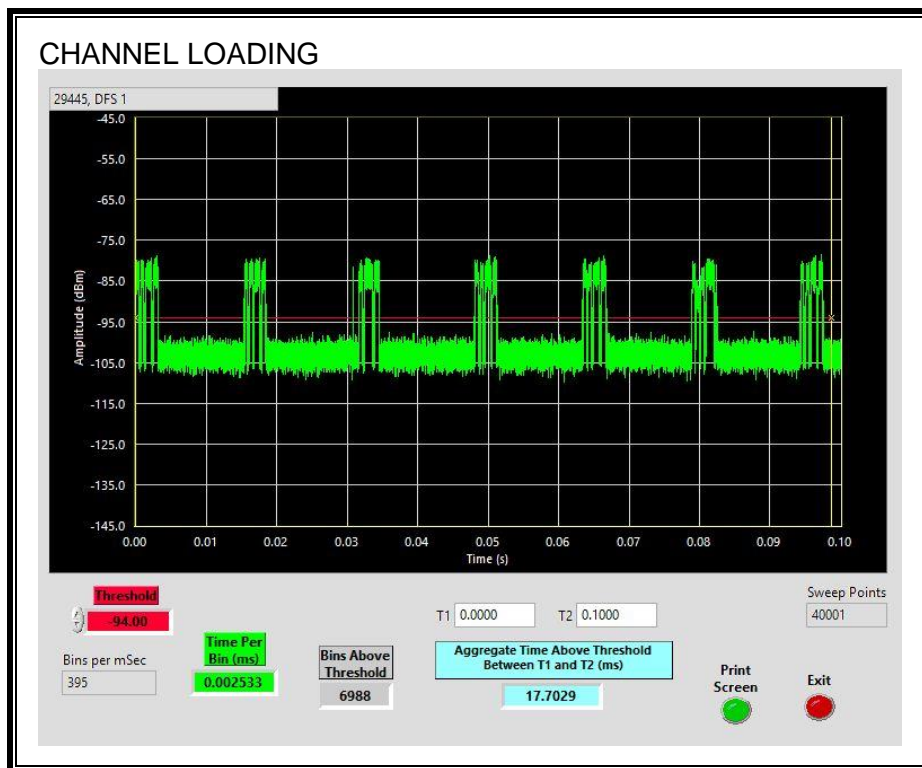 CHANNEL LOADING
29445, DFS 1
-45.0
-55.0
-65.0
-75.0
-85.0
-95.0
-105.0
-115.0
-125.0
-135.0
-145.0
Amplitude (dBm)
0.00 0.01 0.02 0.03 0.04 0.05 0.06 0.07 0.08 0.09 0.10
Time (s)
Threshold
-94.00
Bins per mSec
395
Time Per
Bin (ms)
0.002533
Bins Above
Threshold
6988
T1 0.0000 T2 0.1000
Aggregate Time Above Threshold
Between T1 and T2 (ms)
17.7029
Sweep Points
40001
Print
Screen
Exit